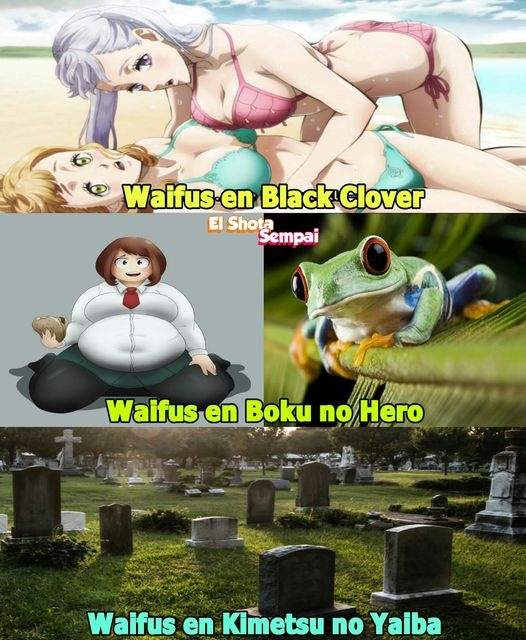 Waifus en Black Clover
El Shota
Sempai
Waifus en Boku no Hero
Waifus en Kimetsu no Yaiba